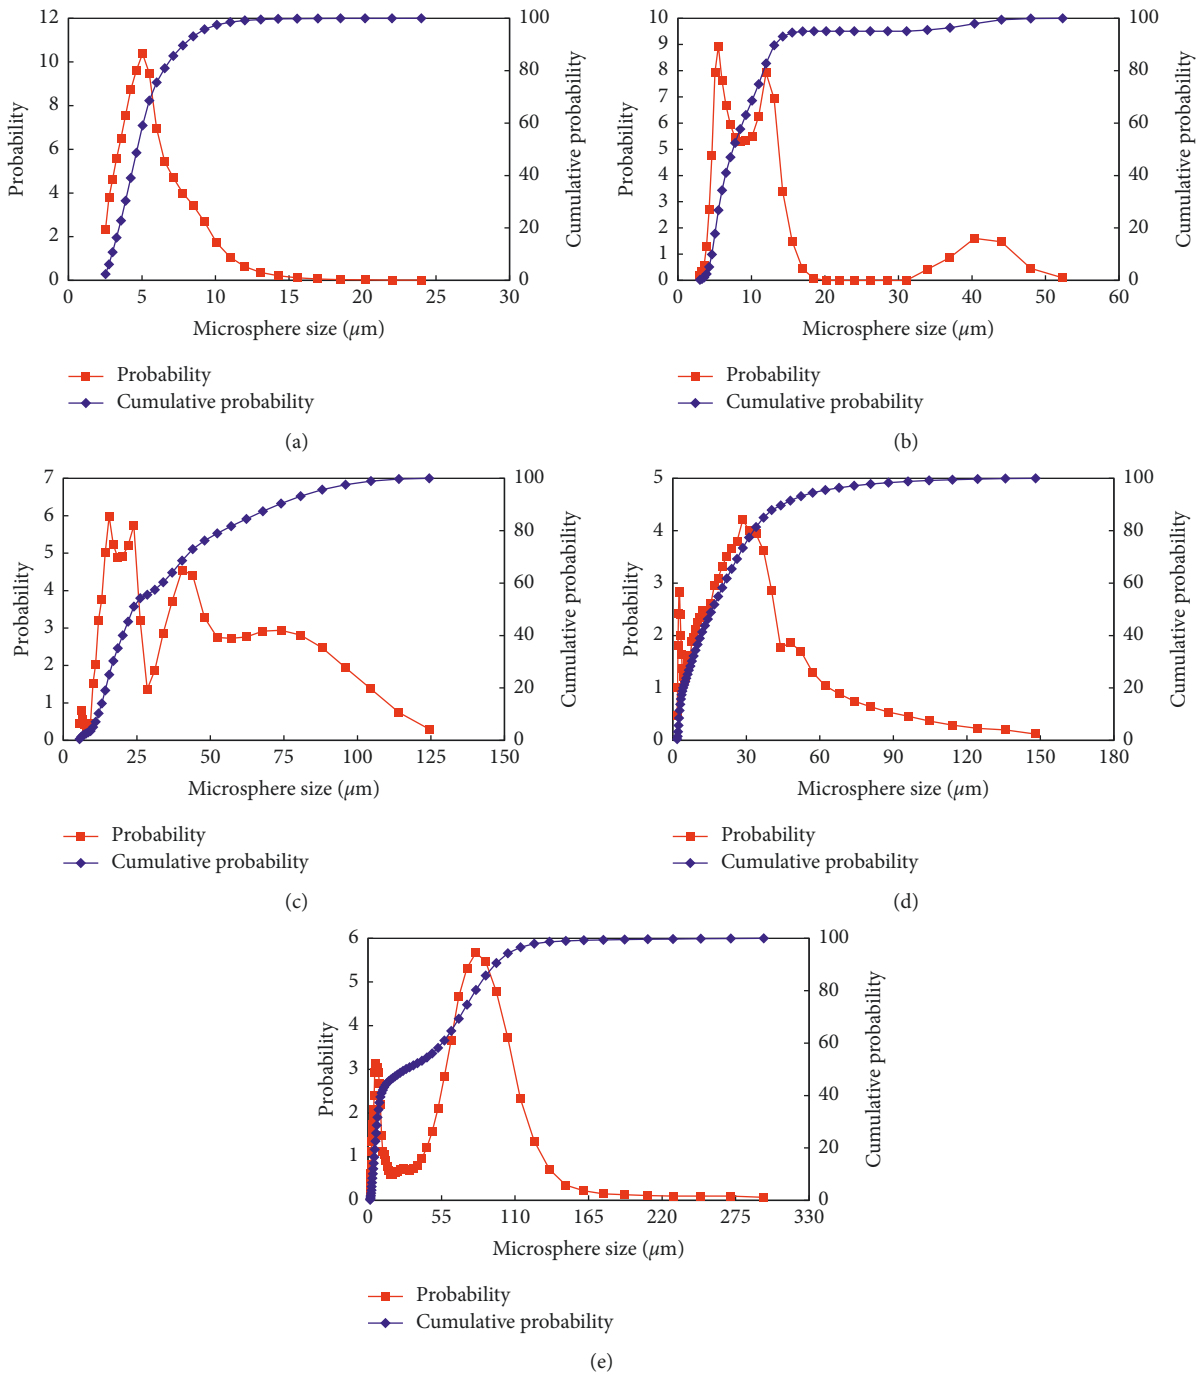 12
10
8
6
4
2
0
Probability
100
80
60
40
20
0
Cumulative probability
0 5 10 15 20 25 30
Microsphere size (μm)
Probability
Cumulative probability
(a)
10
9
8
7
6
5
4
3
2
1
0
Probability
100
80
60
40
20
0
Cumulative probability
0 10 20 30 40 50 60
Microsphere size (μm)
Probability
Cumulative probability
(b)
7
6
5
4
3
2
1
0
Probability
100
80
60
40
20
0
Cumulative probability
0 25 50 75 100 125 150
Microsphere size (μm)
Probability
Cumulative probability
(c)
5
4
3
2
1
0
Probability
100
80
60
40
20
0
Cumulative probability
0 30 60 90 120 150 180
Microsphere size (μm)
Probability
Cumulative probability
(d)
6
5
4
3
2
1
0
Probability
100
80
60
40
20
0
Cumulative probability
0 55 110 165 220 275 330
Microsphere size (μm)
Probability
Cumulative probability
(e)